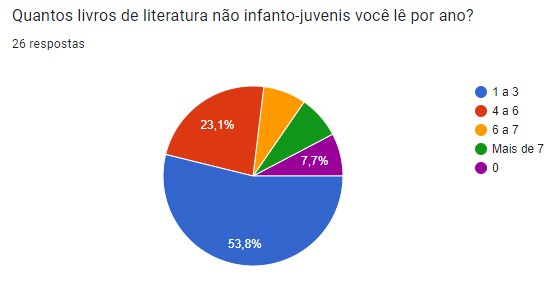 Quantos livros de literatura não infanto-juvenis você lê por ano?
26 respostas
23,1%
7,7%
53,8%
1 a 3
4 a 6
6 a 7
Mais de 7
0